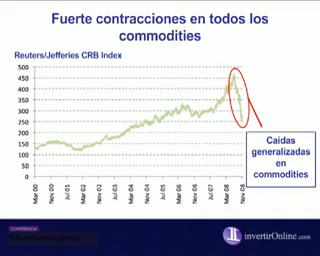 Fuerte contracciones en todos los
commodities
Reuters/Jefferies CRB Index
500
450
400
350
300
250
200
150
100
50
0
Mar 00
Nov 00
Jul 01
Mar 02
Nov 02
Jul 03
Mar 04
Nov 04
Jul 05
Mar 06
Nov 06
Jul 07
Mar 08
Nov 08
Caídas
generalizadas
en
commodities
CONFERENCIA
invertirOnline.com